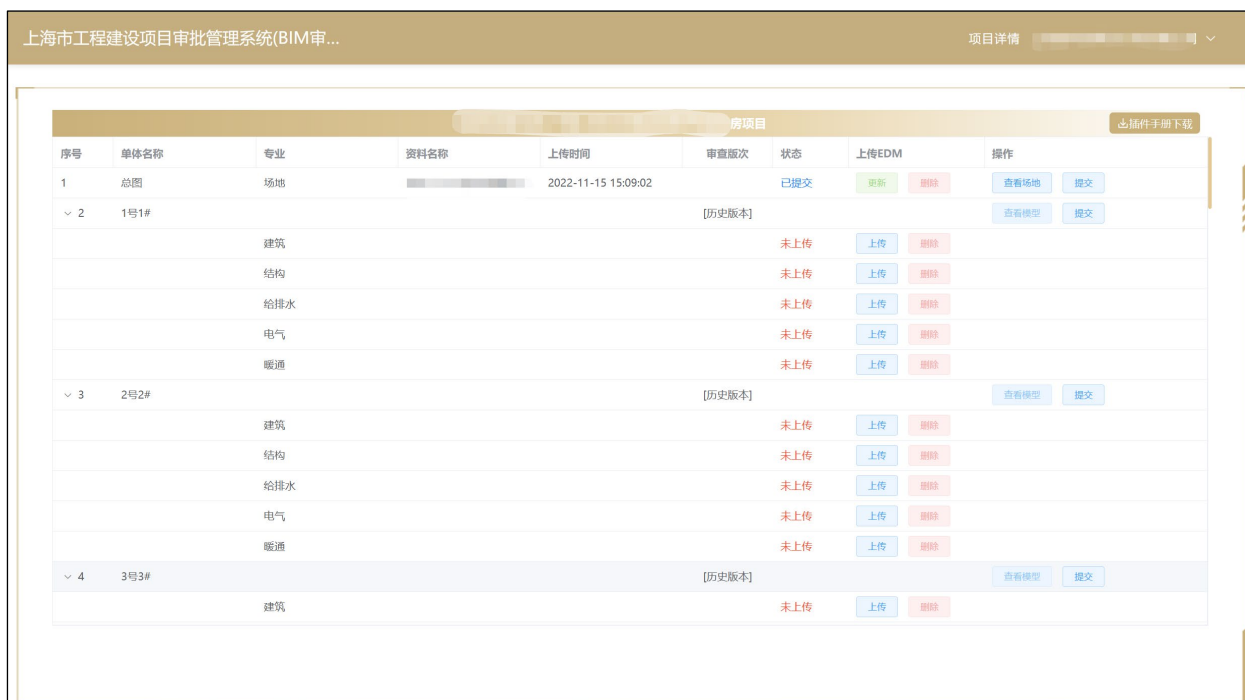 上海市工程建设项目审批管理系统(BIM审... 项目详情
房项目 插件手册下载
序号 单体名称 专业 资料名称 上传时间 审查版次 状态 上传EDM 操作
1 总图 场地 2022-11-15 15:09:02 已提交 更新 删除 查看场地 提交
2 1号1# [历史版本] 查看模型 提交
建筑 未上传 上传 删除
结构 未上传 上传 删除
给排水 未上传 上传 删除
电气 未上传 上传 删除
暖通 未上传 上传 删除
3 2号2# [历史版本] 查看模型 提交
建筑 未上传 上传 删除
结构 未上传 上传 删除
给排水 未上传 上传 删除
电气 未上传 上传 删除
暖通 未上传 上传 删除
4 3号3# [历史版本] 查看模型 提交
建筑 未上传 上传 删除